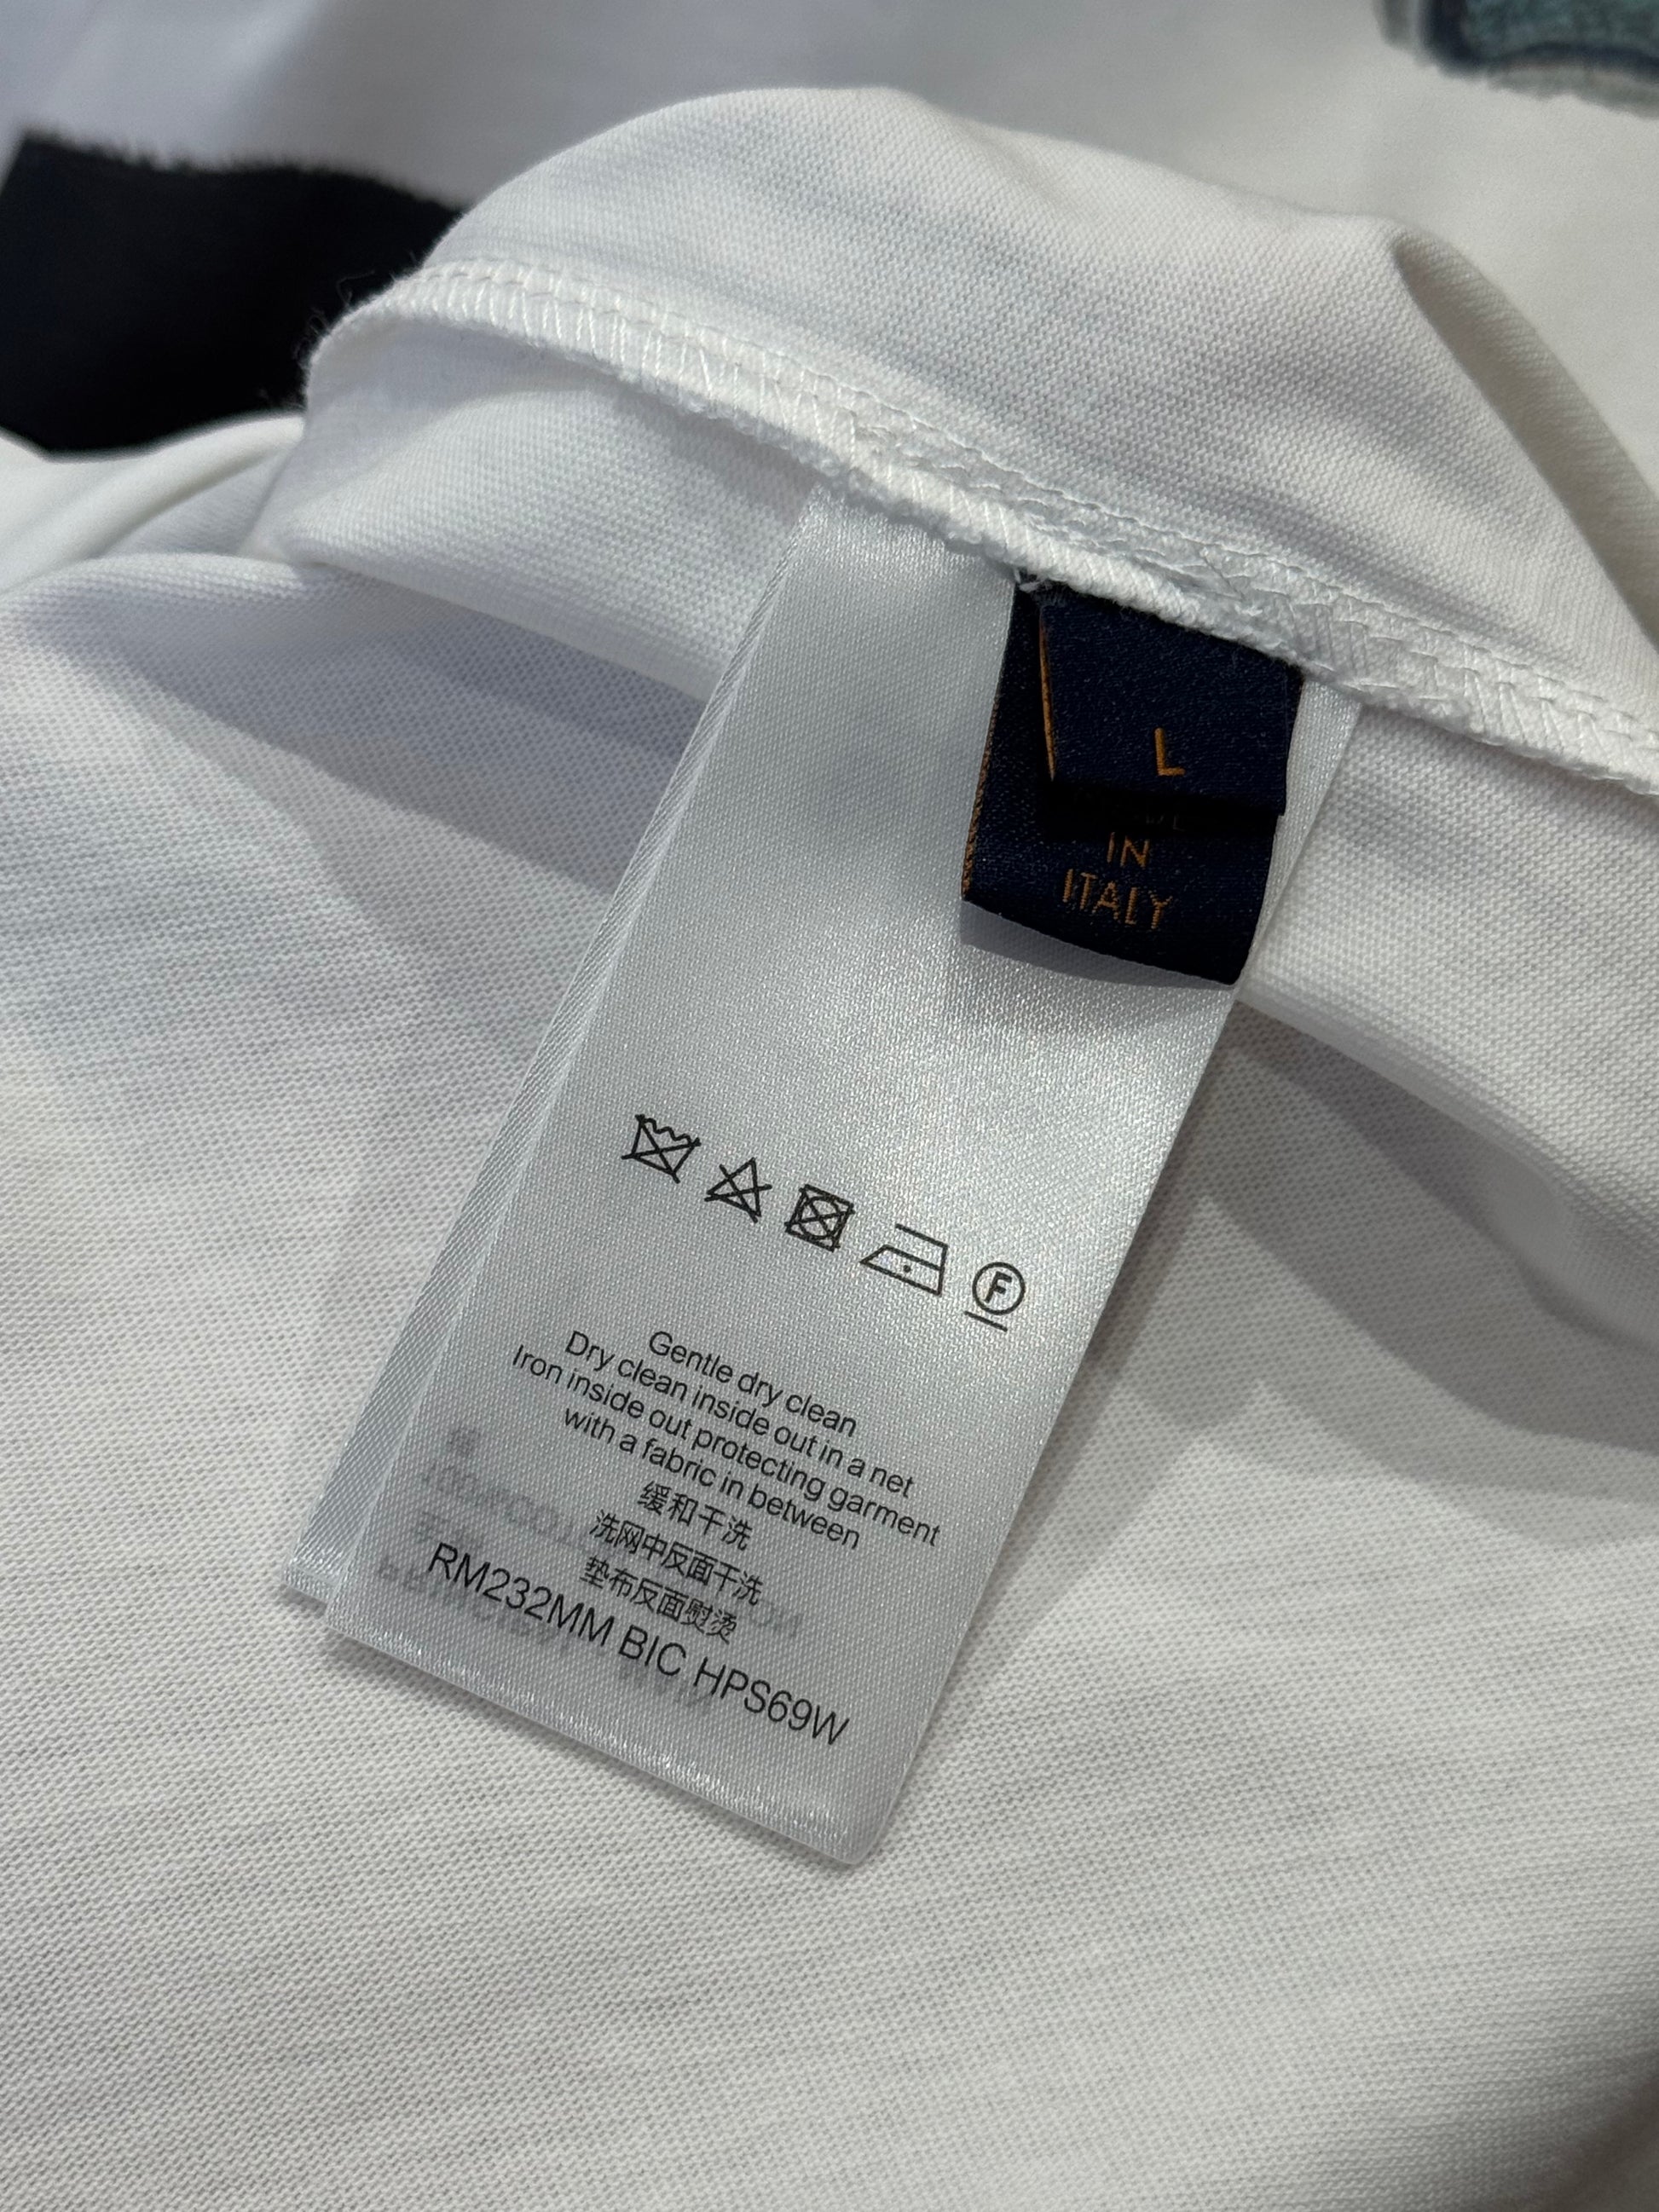 L
IN
ITALY
F
Gentle dry clean
Dry clean inside out in a net
Iron inside out protecting garment
with a fabric in between
缓和干洗
洗网中反面干洗
垫布反面熨烫
RM232MM BIC HPS69W